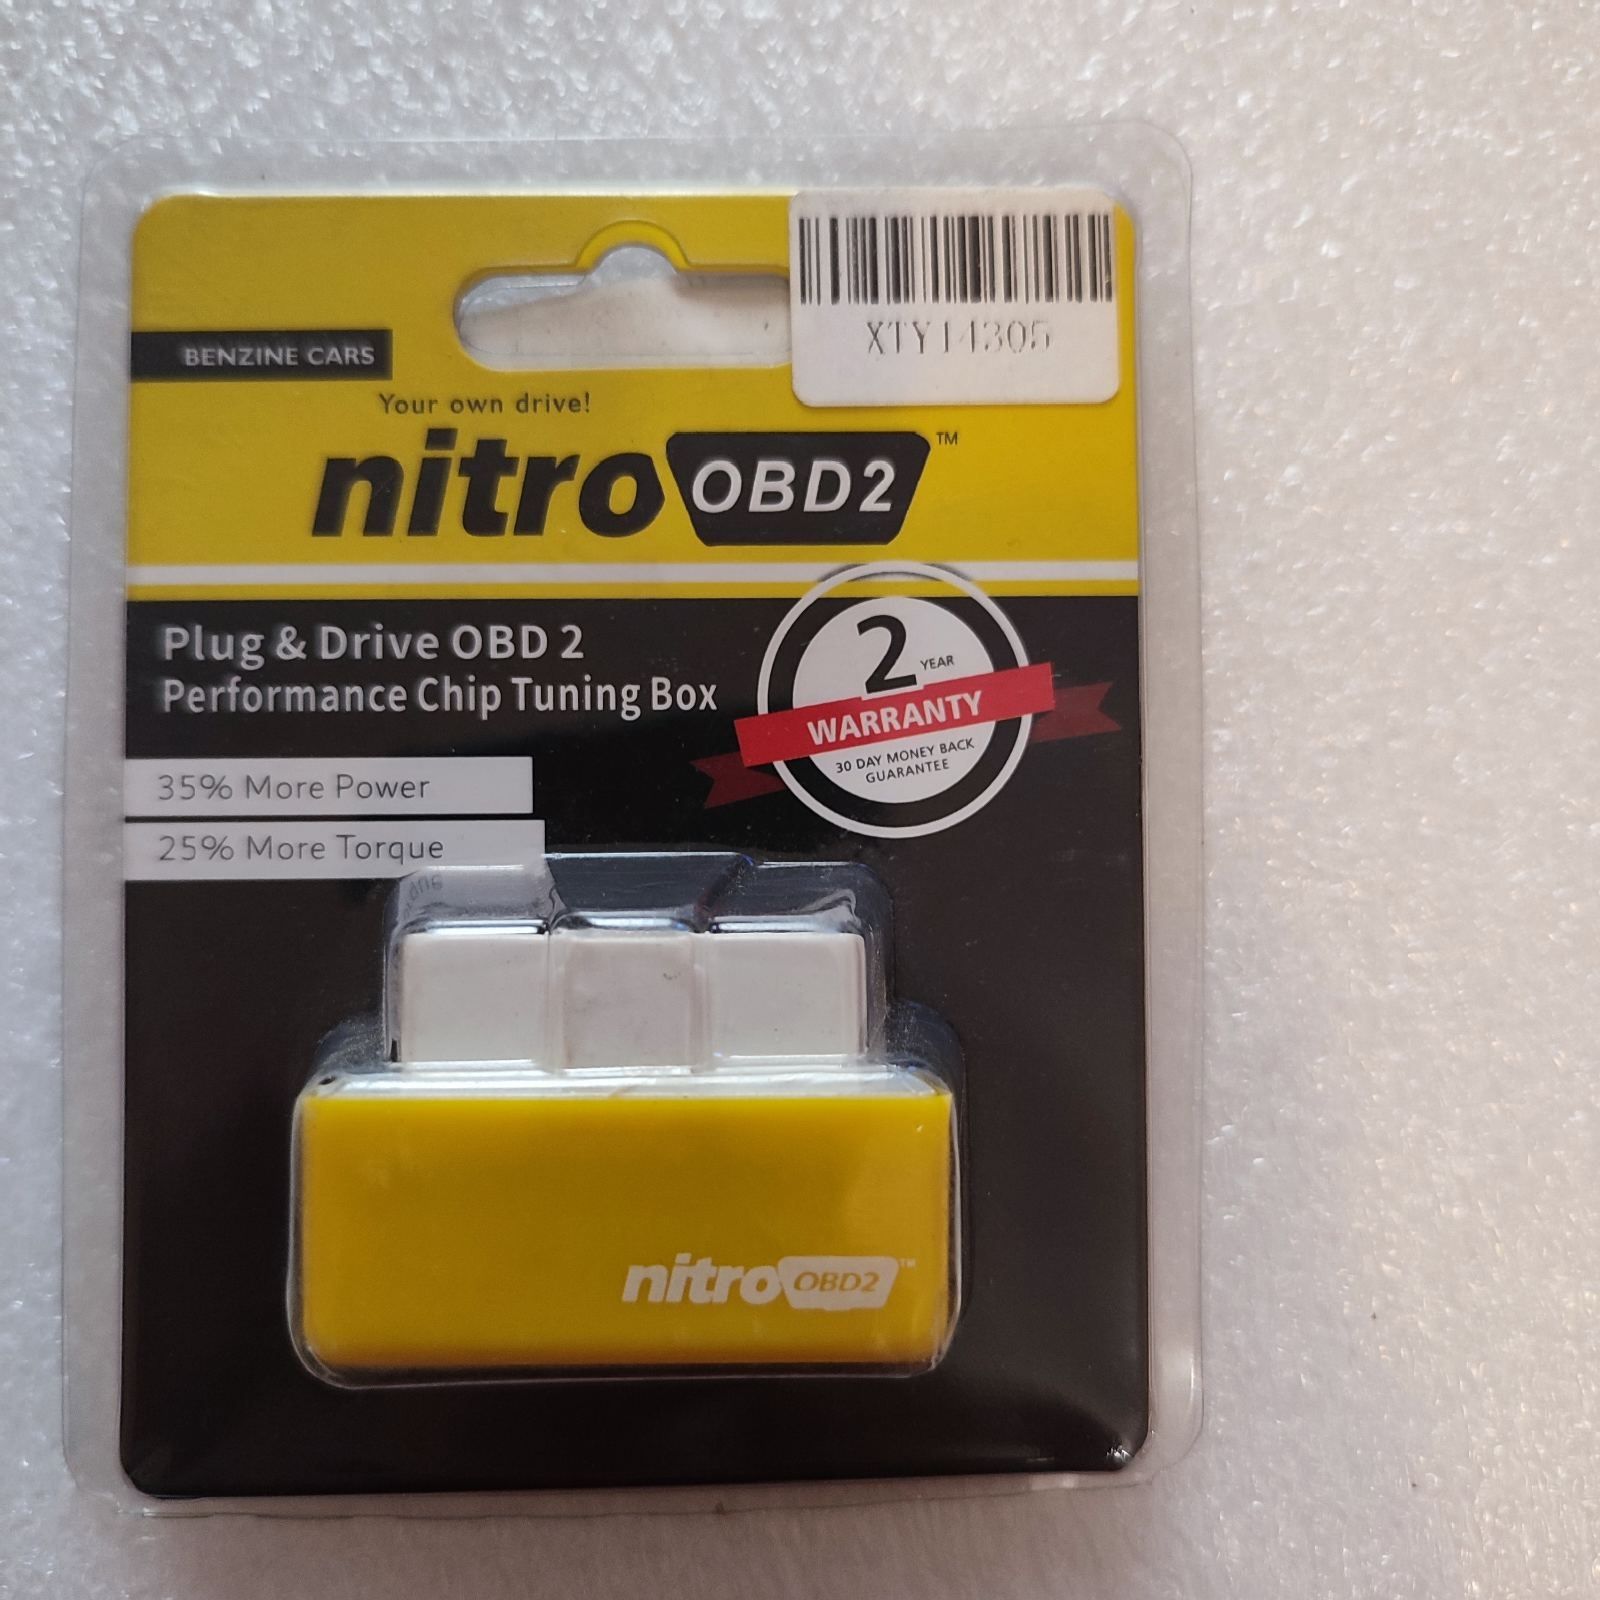 XTY14305
BENZINE CARS
Your own drive!
nitro OBD2 ™
Plug & Drive OBD 2
Performance Chip Tuning Box
2 YEAR
WARRANTY
30 DAY MONEY BACK
GUARANTEE
35% More Power
25% More Torque
nitro OBD2 ™